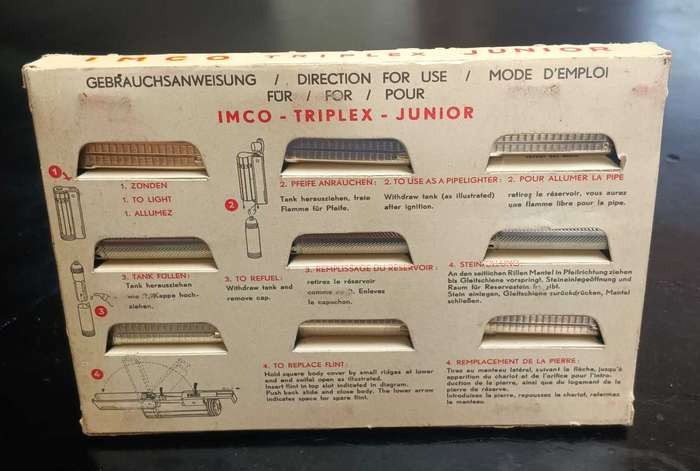 IMCO TRIPLEX JUNIOR
GEBRAUCHSANWEISUNG / DIRECTION FOR USE / MODE D'EMPLOI
FÜR / FOR / POUR
IMCO - TRIPLEX - JUNIOR
1
1. ZÜNDEN
1. TO LIGHT
1. ALLUMEZ
2
2. PFEIFE ANRAUCHEN:
Tank herausziehen, freie
Flamme für Pfeife.
2. TO USE AS A PIPELIGHTER:
Withdraw tank (as illustrated)
after ignition.
2. POUR ALLUMER LA PIPE
retirez le réservoir, vous aurez
une flamme libre pour la pipe.
3
3. TANK FÜLLEN:
Tank herausziehen
Kappe hoch-
ziehen.
3. TO REFUEL:
Withdraw tank and
remove cap.
3. REMPLISSAGE DU RÉSERVOIR:
retirez le réservoir
comme Enlevez
le capuchon.
4. 
An den seitlichen Rillen Mantel in Pfeilrichtung ziehen
bis Gleitschiene vorspringt. Steineinlegeöffnung und
Raum für Reservestein
Stein einlegen, Gleitschiene zurückdrücken, Mantel
schließen.
4
4. TO REPLACE FLINT:
Hold square body cover by small ridges at lower
end and swivel open as illustrated.
Insert flint in top slot indicated in diagram.
Push back slide and close body. The lower arrow
indicates space for spare flint.
4. REMPLACEMENT DE LA PIERRE:
Tirez au manteau latéral, suivant la flèche, jusqu'à
apparition du chariot et de l'orifice pour l'intro-
duction de la pierre, ainsi que du logement de la
pierre de réserve.
Introduisez la pierre, repoussez le chariot, refermez
le manteau.